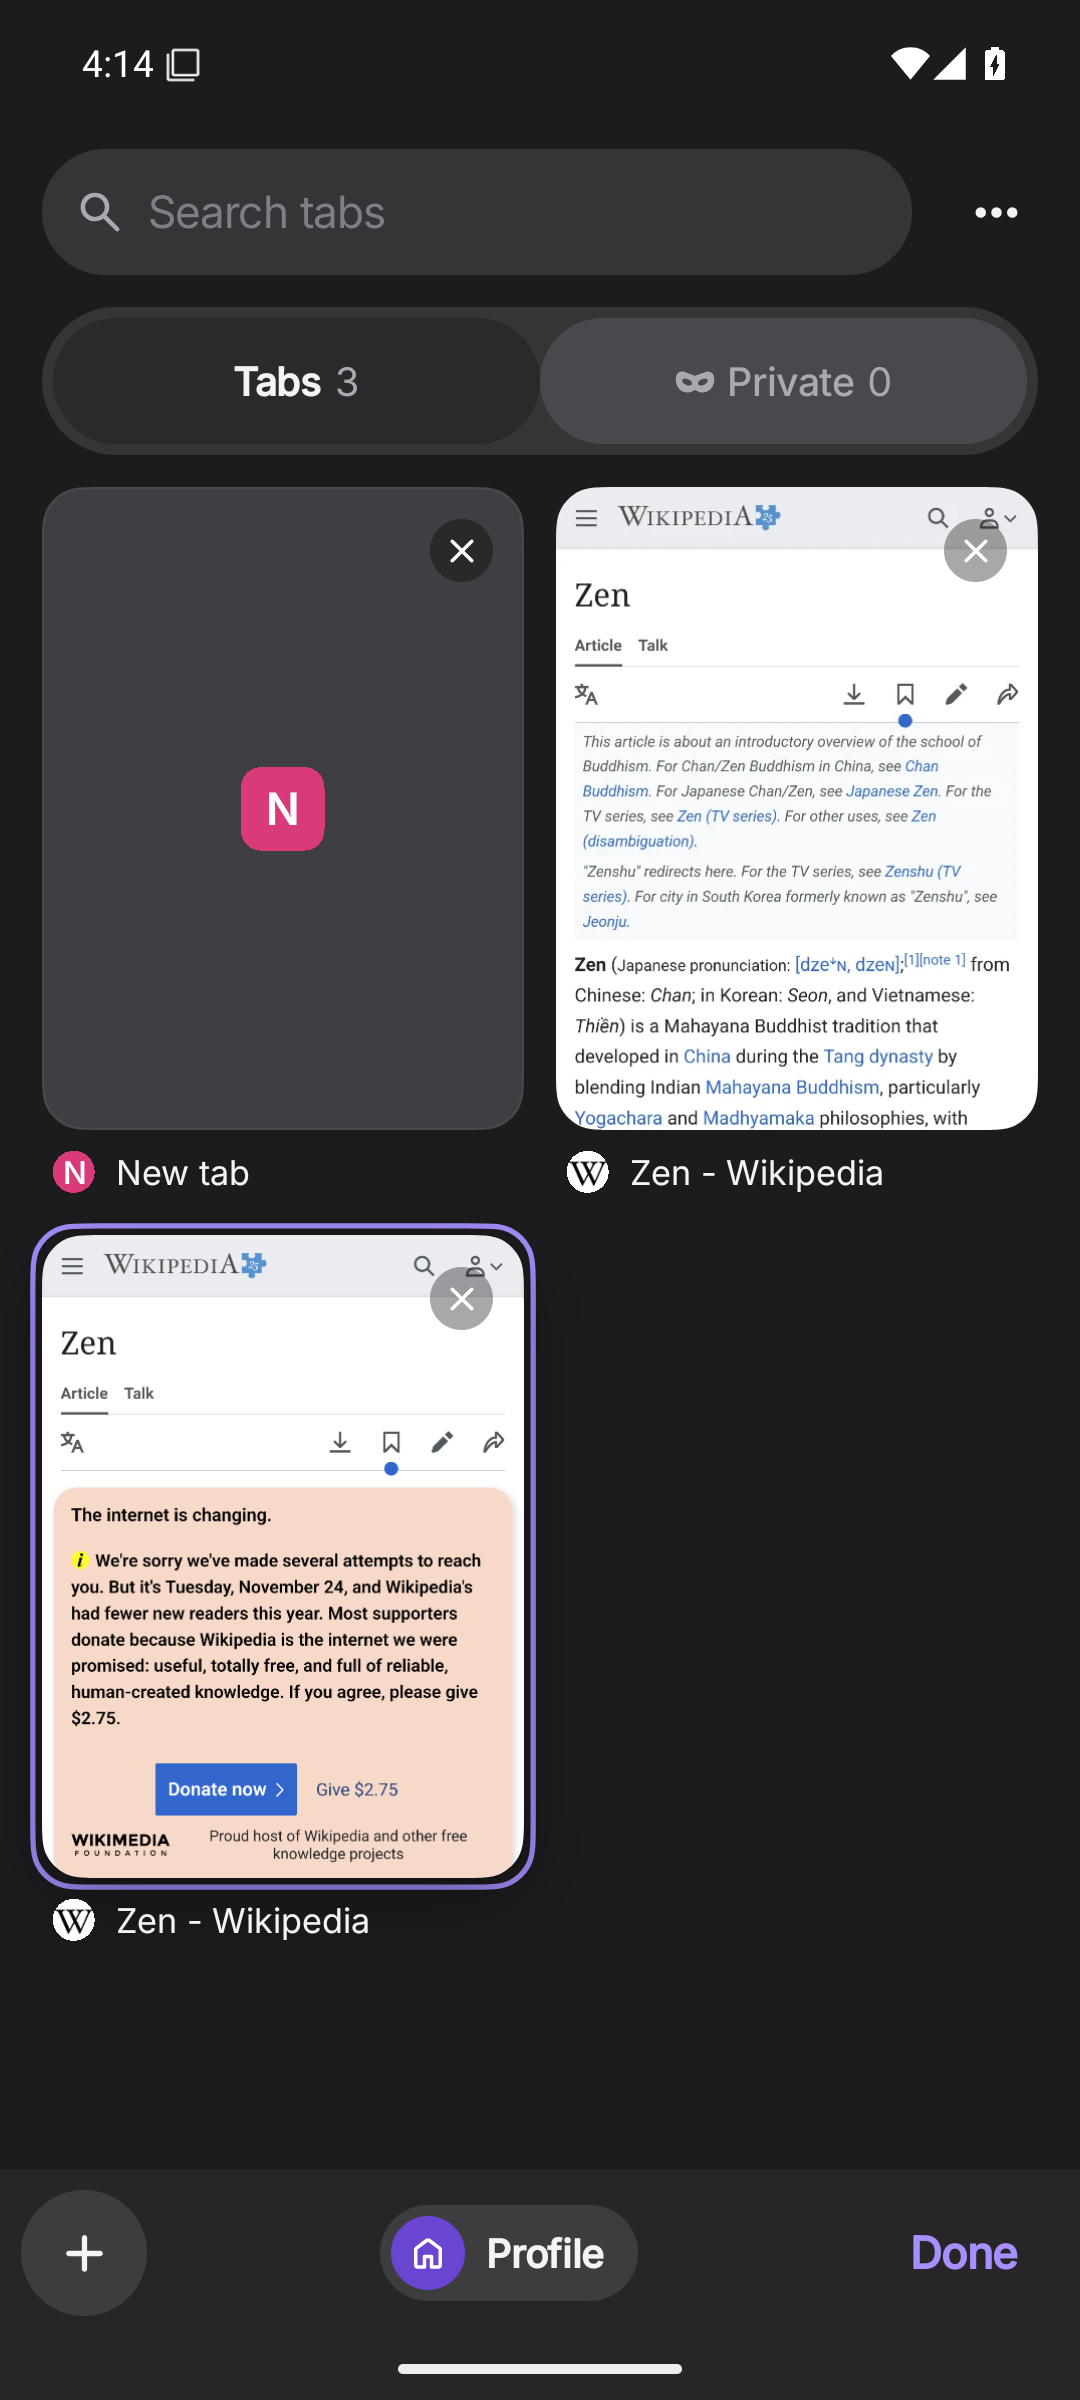 4:14
Search tabs
Tabs 3
Private 0
N
N New tab
WIKIPEDIA 25
Zen
Article Talk
This article is about an introductory overview of the school of
Buddhism. For Chan/Zen Buddhism in China, see Chan
Buddhism. For Japanese Chan/Zen, see Japanese Zen. For the
TV series, see Zen (TV series). For other uses, see Zen
(disambiguation).
"Zenshu" redirects here. For the TV series, see Zenshu (TV
series). For city in South Korea formerly known as "Zenshu", see
Jeonju.
Zen (Japanese pronunciation: [dzeꜜɴ, dzeɴ];[1][note 1] from
Chinese: Chan; in Korean: Seon, and Vietnamese:
Thiền) is a Mahayana Buddhist tradition that
developed in China during the Tang dynasty by
blending Indian Mahayana Buddhism, particularly
Yogachara and Madhyamaka philosophies, with
W Zen - Wikipedia
WIKIPEDIA 25
Zen
Article Talk
The internet is changing.
i We're sorry we've made several attempts to reach
you. But it's Tuesday, November 24, and Wikipedia's
had fewer new readers this year. Most supporters
donate because Wikipedia is the internet we were
promised: useful, totally free, and full of reliable,
human-created knowledge. If you agree, please give
$2.75.
Donate now
Give $2.75
WIKIMEDIA
FOUNDATION
Proud host of Wikipedia and other free
knowledge projects
W Zen - Wikipedia
Profile
Done